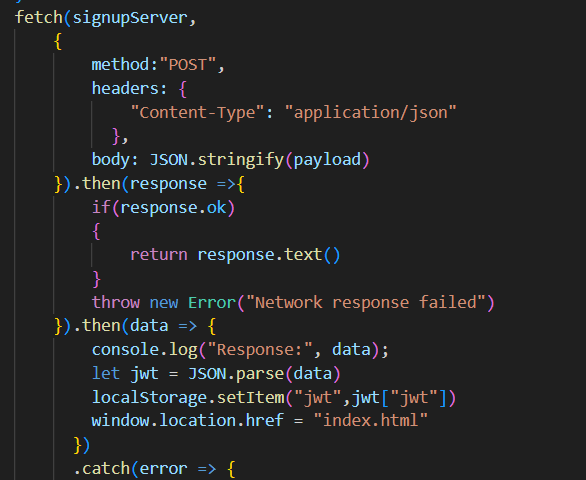 fetch(signupServer,
{
method:"POST",
headers: {
"Content-Type": "application/json"
},
body: JSON.stringify(payload)
}).then(response =>{
if(response.ok)
{
return response.text()
}
throw new Error("Network response failed")
}).then(data => {
console.log("Response:", data);
let jwt = JSON.parse(data)
localStorage.setItem("jwt",jwt["jwt"])
window.location.href = "index.html"
})
.catch(error => {